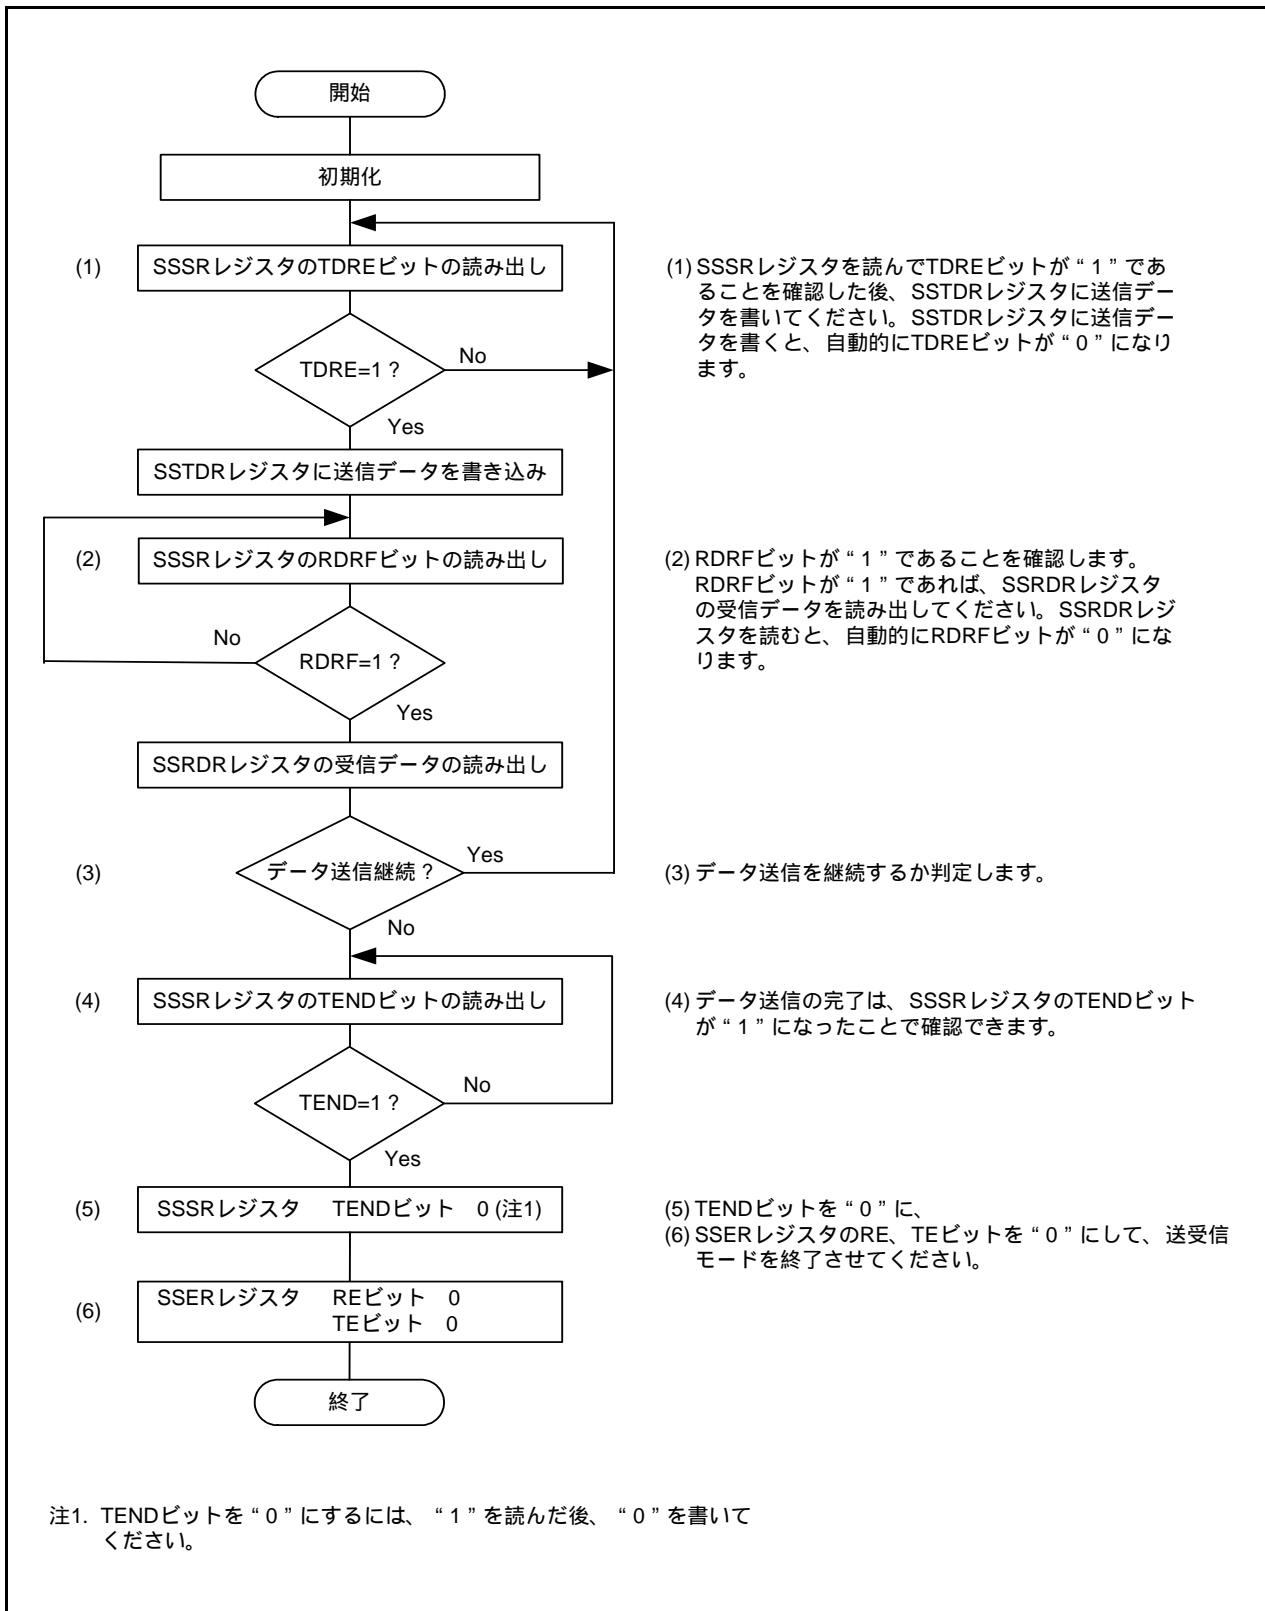 開始
初期化
(1)
SSSRレジスタのTDREビットの読み出し
TDRE=1？
No
Yes
SSTDRレジスタに送信データを書き込み
(2)
SSSRレジスタのRDRFビットの読み出し
No
RDRF=1？
Yes
SSRDRレジスタの受信データの読み出し
(3)
データ送信継続？
Yes
No
(4)
SSSRレジスタのTENDビットの読み出し
TEND=1？
No
Yes
(5)
SSSRレジスタ　TENDビット　0 (注1)
(6)
SSERレジスタ　REビット　0
TEビット　0
終了
(1) SSSRレジスタを読んでTDREビットが“1”であ
ることを確認した後、SSTDRレジスタに送信デー
タを書いてください。SSTDRレジスタに送信デー
タを書くと、自動的にTDREビットが“0”になり
ます。
(2) RDRFビットが“1”であることを確認します。
RDRFビットが“1”であれば、SSRDRレジスタ
の受信データを読み出してください。SSRDRレジ
スタを読むと、自動的にRDRFビットが“0”にな
ります。
(3) データ送信を継続するか判定します。
(4) データ送信の完了は、SSSRレジスタのTENDビット
が“1”になったことで確認できます。
(5) TENDビットを“0”に、
(6) SSERレジスタのRE、TEビットを“0”にして、送受信
モードを終了させてください。
注1. TENDビットを“0”にするには、“1”を読んだ後、“0”を書いて
ください。